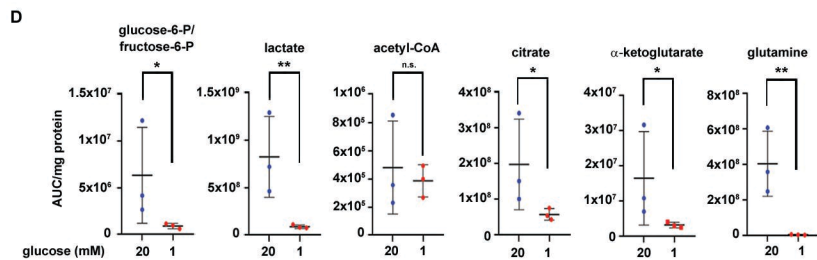 D
glucose-6-P/
fructose-6-P
lactate
acetyl-CoA
citrate
α-ketoglutarate
glutamine
*
**
n.s.
*
*
**
AUC/mg protein
1.5x10⁷
1x10⁷
5x10⁶
0
1.5x10⁹
1x10⁹
5x10⁸
0
1x10⁶
8x10⁵
6x10⁵
4x10⁵
2x10⁵
0
4x10⁸
3x10⁸
2x10⁸
1x10⁸
0
4x10⁷
3x10⁷
2x10⁷
1x10⁷
0
8x10⁸
6x10⁸
4x10⁸
2x10⁸
0
glucose (mM) 20 1 20 1 20 1 20 1 20 1 20 1